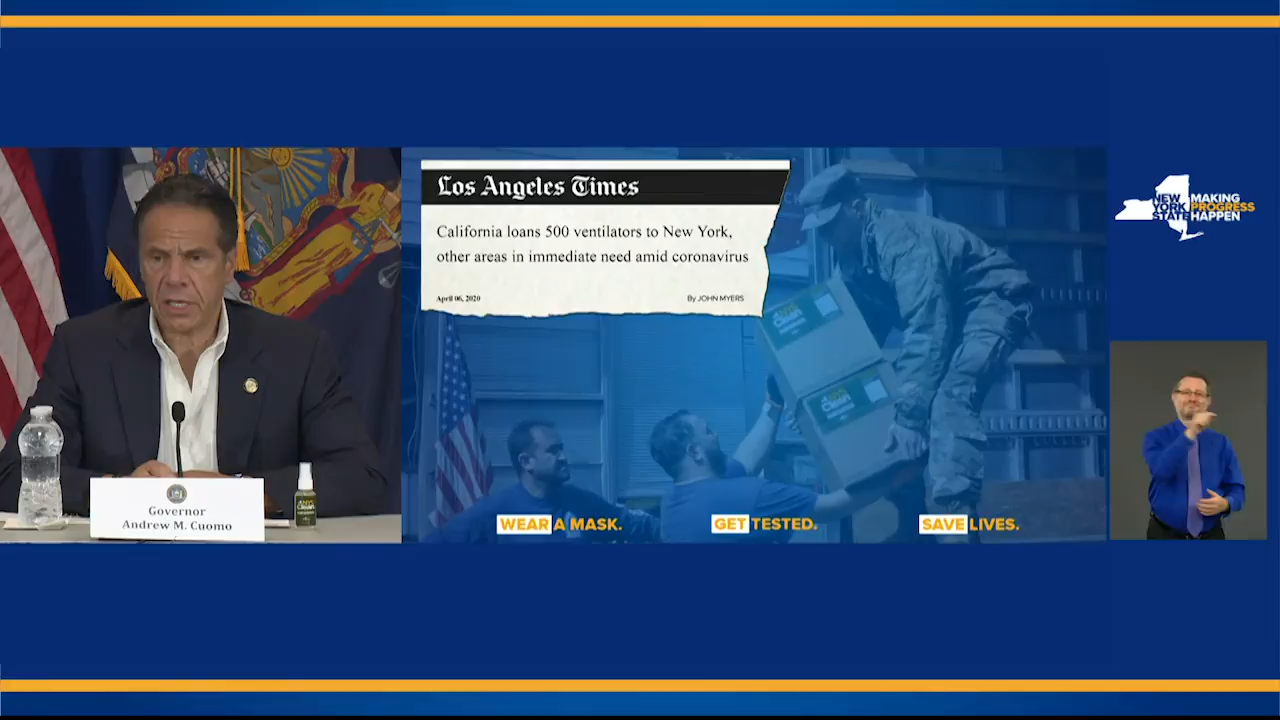 Los Angeles Times
California loans 500 ventilators to New York,
other areas in immediate need amid coronavirus
April 06, 2020
By JOHN MYERS
NEW
YORK
STATE
MAKING
PROGRESS
HAPPEN
Governor
Andrew M. Cuomo
WEAR A MASK.
GET TESTED.
SAVE LIVES.
NYS
Clean